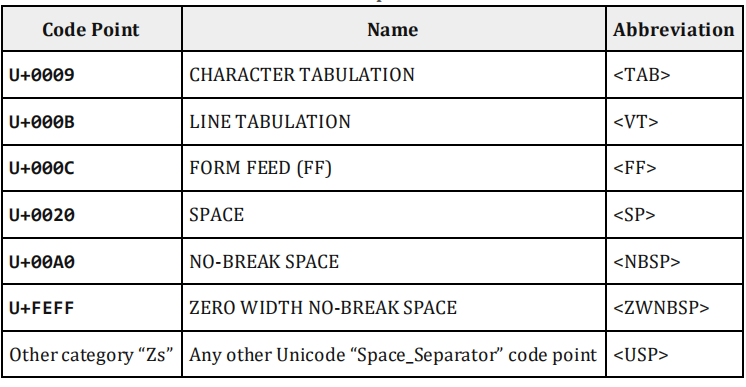 Code Point Name Abbreviation
U+0009 CHARACTER TABULATION <TAB>
U+000B LINE TABULATION <VT>
U+000C FORM FEED (FF) <FF>
U+0020 SPACE <SP>
U+00A0 NO-BREAK SPACE <NBSP>
U+FEFF ZERO WIDTH NO-BREAK SPACE <ZWNBSP>
Other category “Zs” Any other Unicode “Space_Separator” code point <USP>